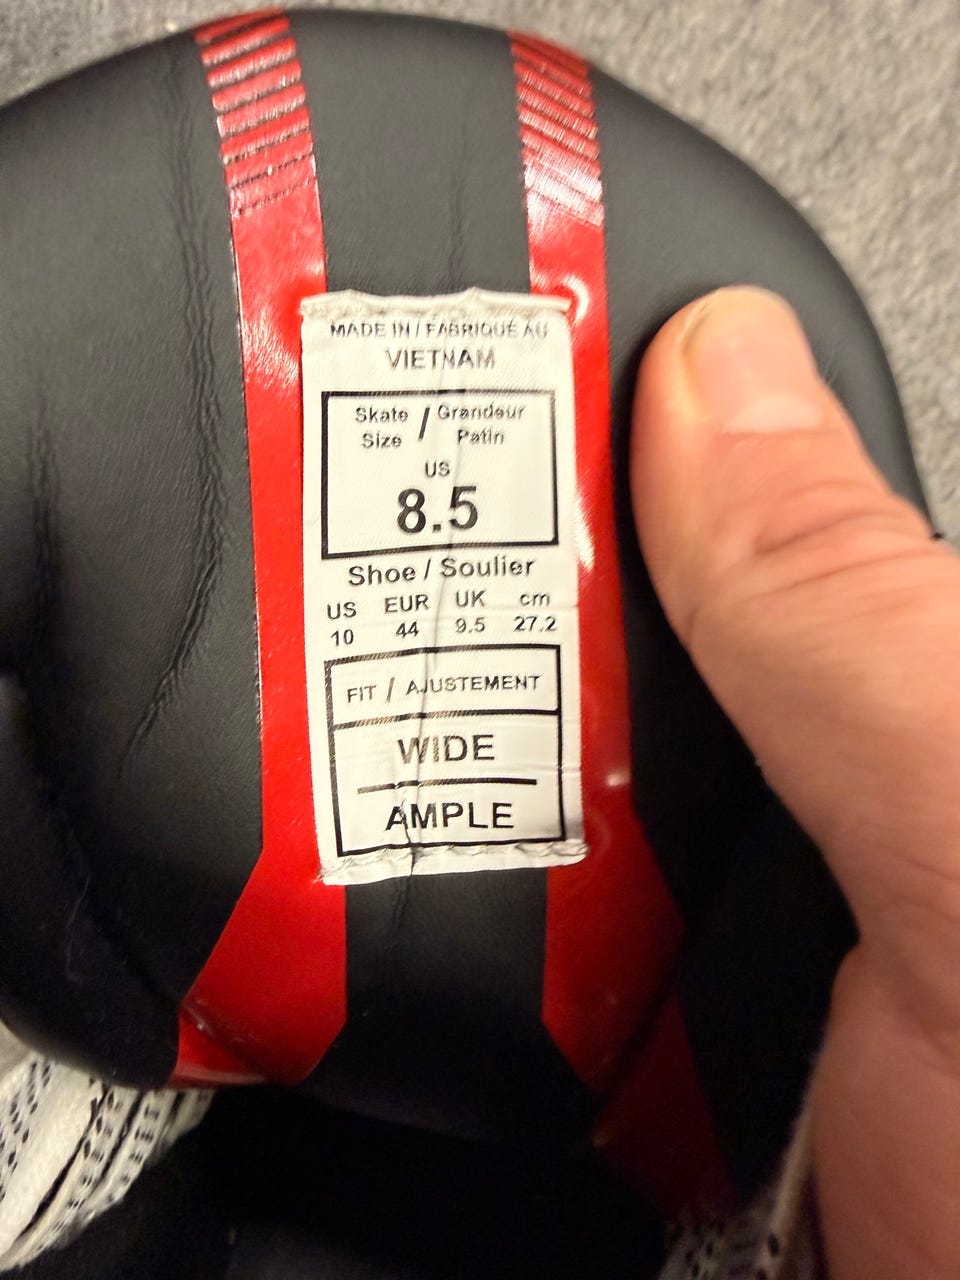 MADE IN / FABRIQUÉ AU
VIETNAM
Skate / Grandeur
Size Patin
US
8.5
Shoe / Soulier
US EUR UK cm
10 44 9.5 27.2
FIT / AJUSTEMENT
WIDE
AMPLE